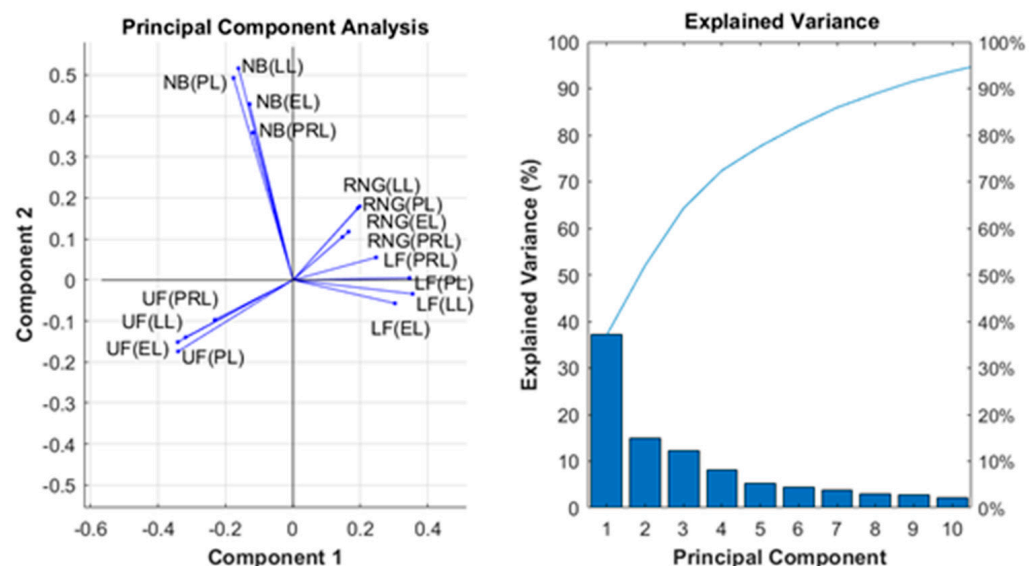 Principal Component Analysis
0.5
0.4
0.3
0.2
0.1
0
-0.1
-0.2
-0.3
-0.4
-0.5
Component 2
NB(LL)
NB(PL)
NB(EL)
NB(PRL)
RNG(LL)
RNG(PL)
RNG(EL)
RNG(PRL)
LF(PRL)
LF(PL)
LF(LL)
LF(EL)
UF(PRL)
UF(LL)
UF(EL)
UF(PL)
-0.6 -0.4 -0.2 0 0.2 0.4
Component 1
Explained Variance
100
90
80
70
60
50
40
30
20
10
0
Explained Variance (%)
100%
90%
80%
70%
60%
50%
40%
30%
20%
10%
0%
1 2 3 4 5 6 7 8 9 10
Principal Component